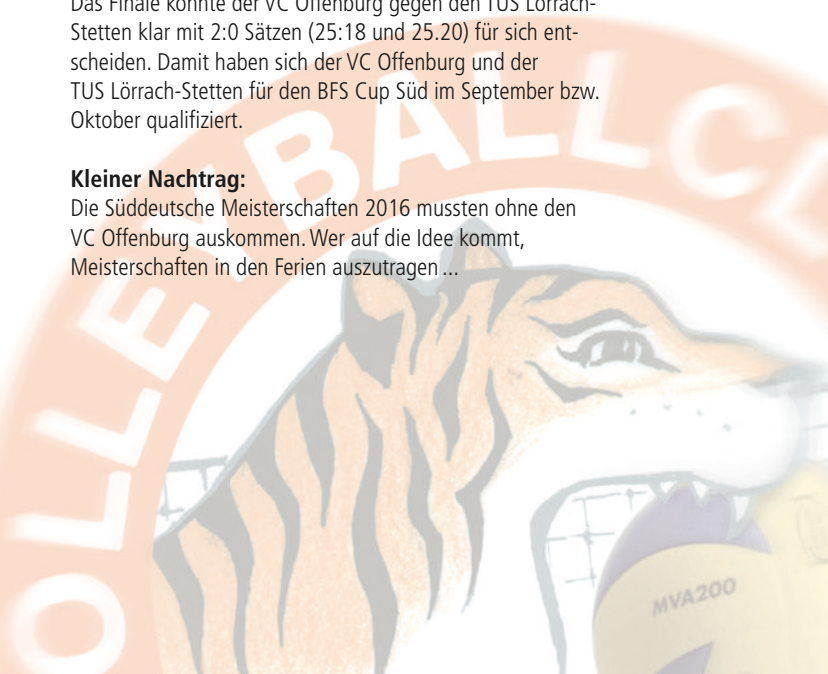 Das Finale konnte der VC Offenburg gegen den TUS Lörrach-
Stetten klar mit 2:0 Sätzen (25:18 und 25.20) für sich ent-
scheiden. Damit haben sich der VC Offenburg und der
TUS Lörrach-Stetten für den BFS Cup Süd im September bzw.
Oktober qualifiziert.
Kleiner Nachtrag:
Die Süddeutsche Meisterschaften 2016 mussten ohne den
VC Offenburg auskommen. Wer auf die Idee kommt,
Meisterschaften in den Ferien auszutragen ...
OLLEYBALLCL
MVA200